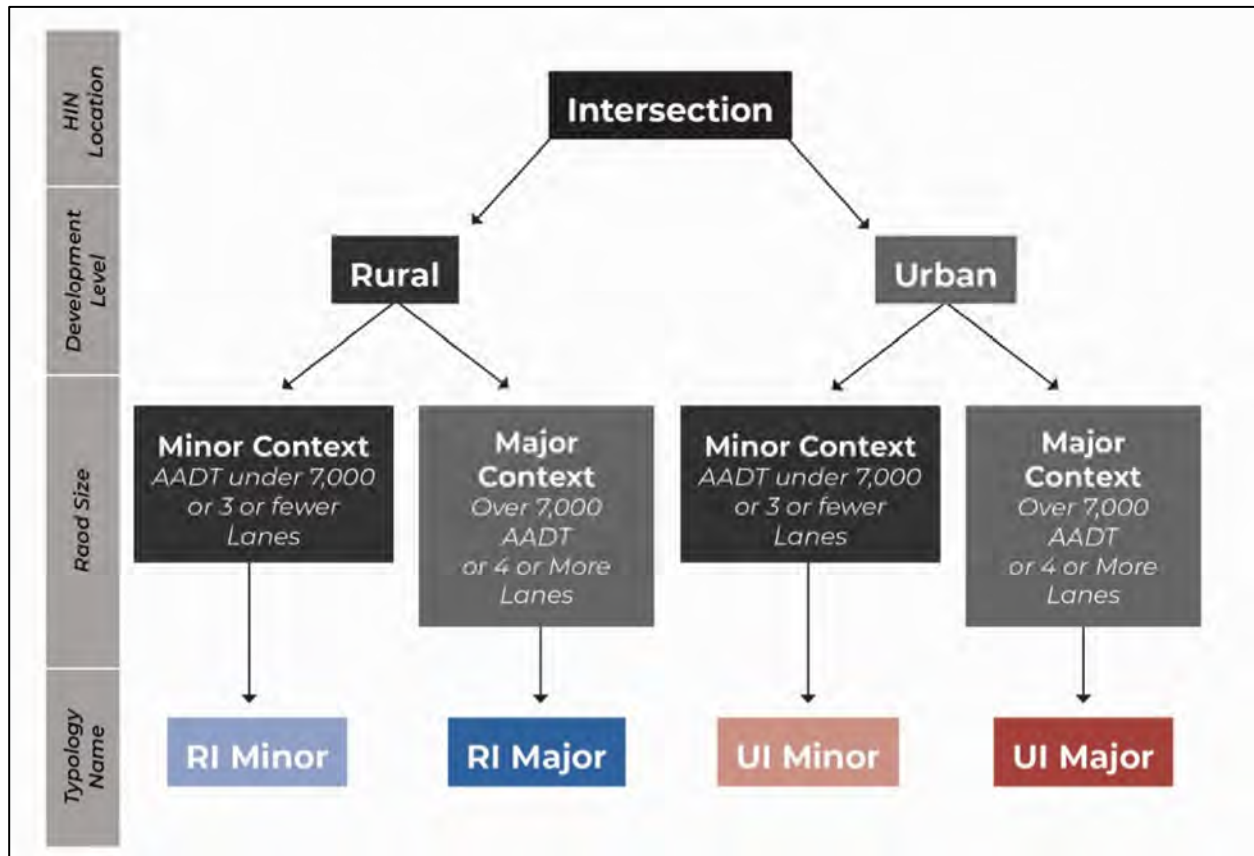 HIN
Location
Intersection
Development
Level
Rural
Urban
Raod Size
Minor Context
AADT under 7,000
or 3 or fewer
Lanes
Major
Context
Over 7,000
AADT
or 4 or More
Lanes
Minor Context
AADT under 7,000
or 3 or fewer
Lanes
Major
Context
Over 7,000
AADT
or 4 or More
Lanes
Typology
Name
RI Minor
RI Major
UI Minor
UI Major